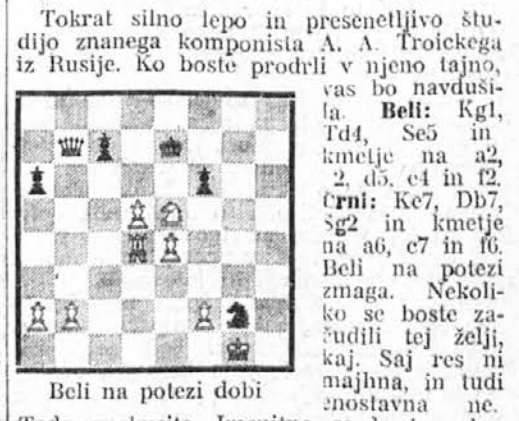 Tokrat silno lepo in presenetljivo štu-
dijo znanega komponista A. A. Troickega
iz Rusije. Ko boste prodrli v njeno tajno,
vas bo navduši-
la. Beli: Kg1,
Td4, Se5 in
kmetje na a2,
2, d5, e4 in f2.
Črni: Ke7, Db7,
Sg2 in kmetje
na a6, c7 in f6.
Beli na potezi
zmaga. Nekoli-
ko se boste za-
čudili tej želji,
kaj. Saj res ni
majhna, in tudi
enostavna ne.
Beli na potezi dobi